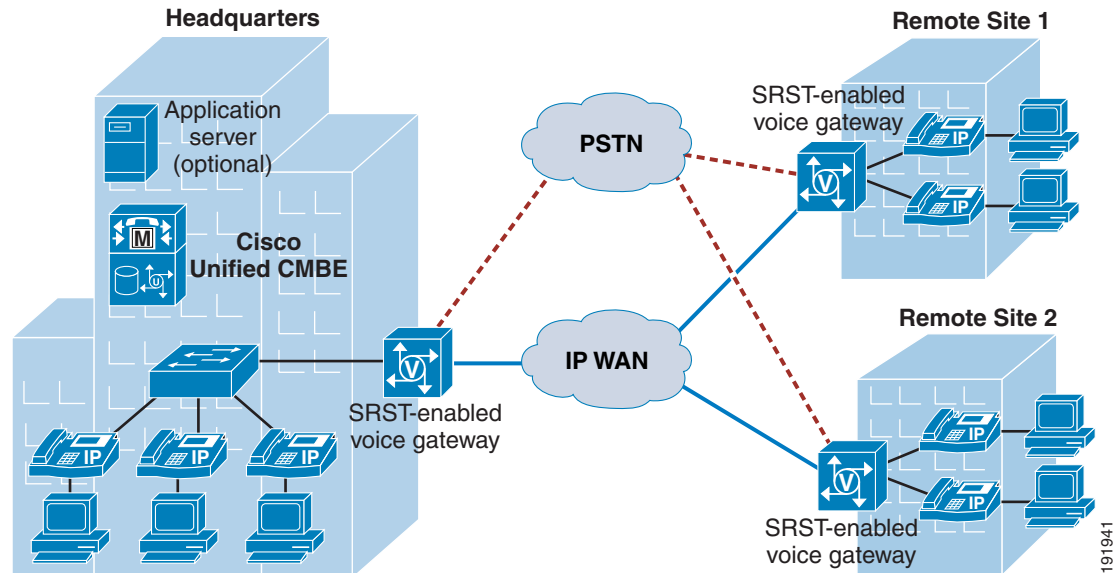 Headquarters
Application
server
(optional)
M
Cisco
Unified CMBE
U
V
SRST-enabled
voice gateway
IP
IP
IP
PSTN
IP WAN
Remote Site 1
SRST-enabled
voice gateway
V
IP
IP
Remote Site 2
V
IP
IP
SRST-enabled
voice gateway
191941